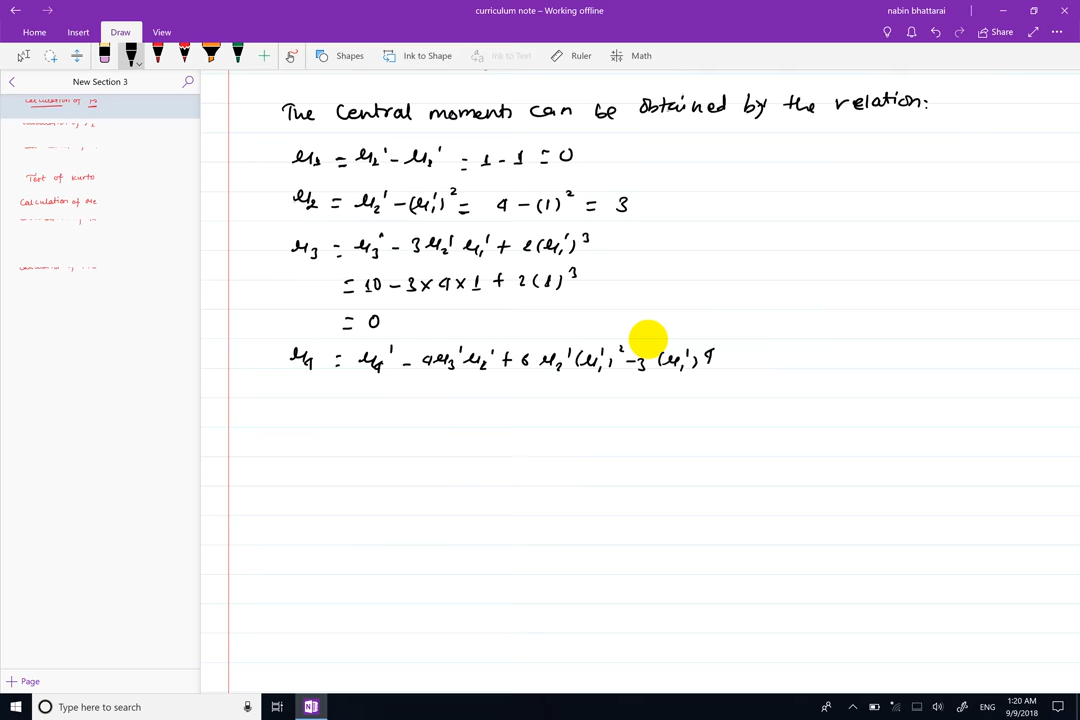 curriculum note – Working offline
nabin bhattarai
Home Insert Draw View
Share
Shapes Ink to Shape Ink to Text Ruler Math
New Section 3
Calculation of
Test of Kurto
Calculation of Me
The Central moments can be obtained by the relation:
μ₁ = μ₁' - μ₁' = 1 - 1 = 0
μ₂ = μ₂' - (μ₁')² = 4 - (1)² = 3
μ₃ = μ₃' - 3μ₂' μ₁' + 2(μ₁')³
= 10 - 3 × 4 × 1 + 2(1)³
= 0
μ₄ = μ₄' - 4μ₃'μ₁' + 6 μ₂'(μ₁')² - 3 (μ₁')⁴
+ Page
Type here to search
ENG
1:20 AM
9/9/2018